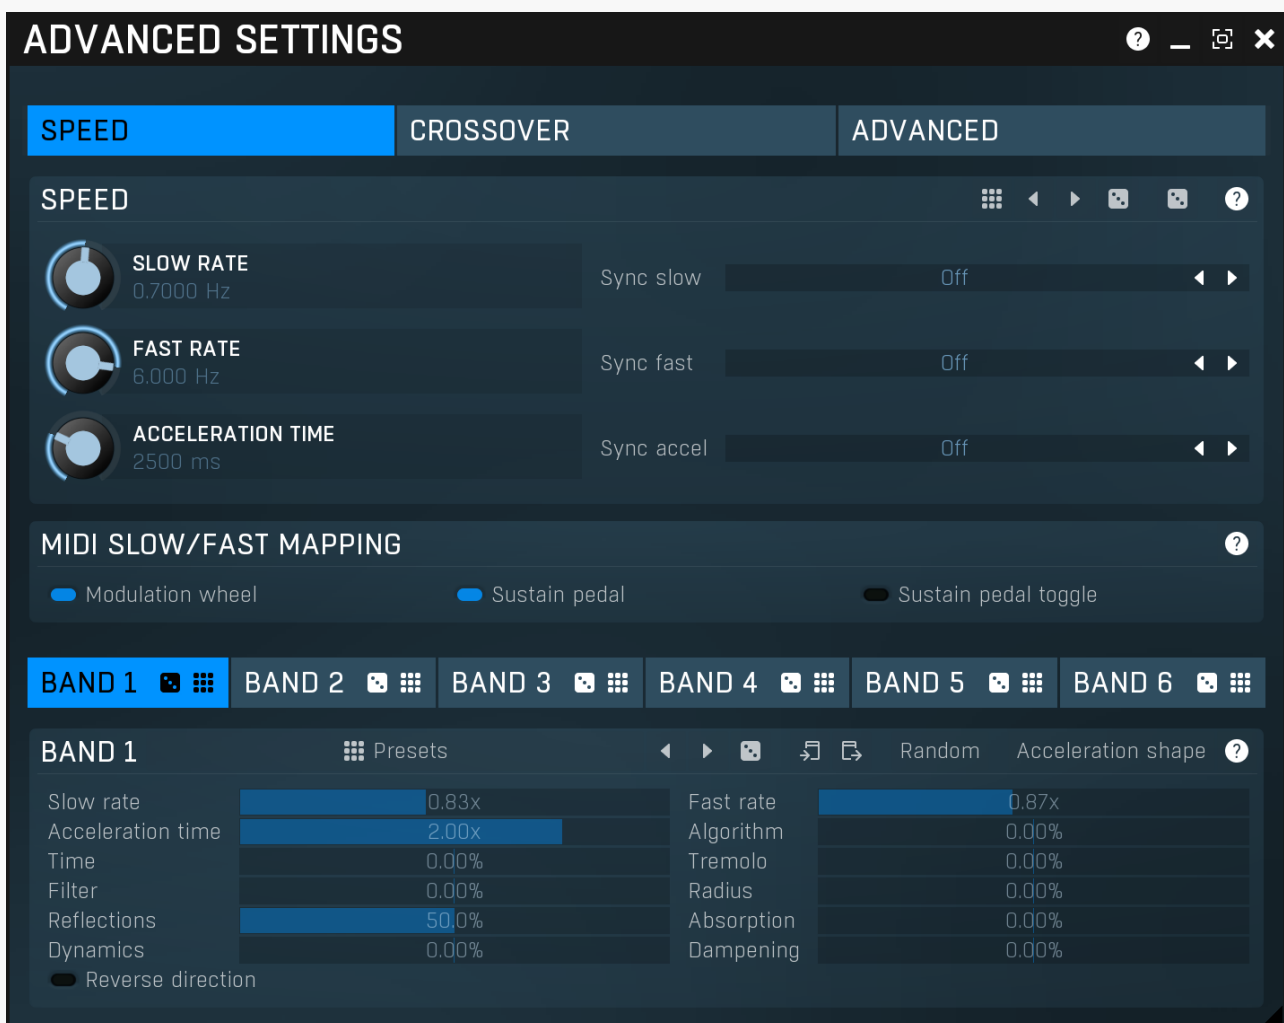 ADVANCED SETTINGS ?
SPEED CROSSOVER ADVANCED
SPEED ?
SLOW RATE
0.7000 Hz
Sync slow Off
FAST RATE
6.000 Hz
Sync fast Off
ACCELERATION TIME
2500 ms
Sync accel Off
MIDI SLOW/FAST MAPPING ?
Modulation wheel Sustain pedal Sustain pedal toggle
BAND 1 BAND 2 BAND 3 BAND 4 BAND 5 BAND 6
BAND 1 Presets Random Acceleration shape ?
Slow rate 0.83x Fast rate 0.87x
Acceleration time 2.00x Algorithm 0.00%
Time 0.00% Tremolo 0.00%
Filter 0.00% Radius 0.00%
Reflections 50.0% Absorption 0.00%
Dynamics 0.00% Dampening 0.00%
Reverse direction